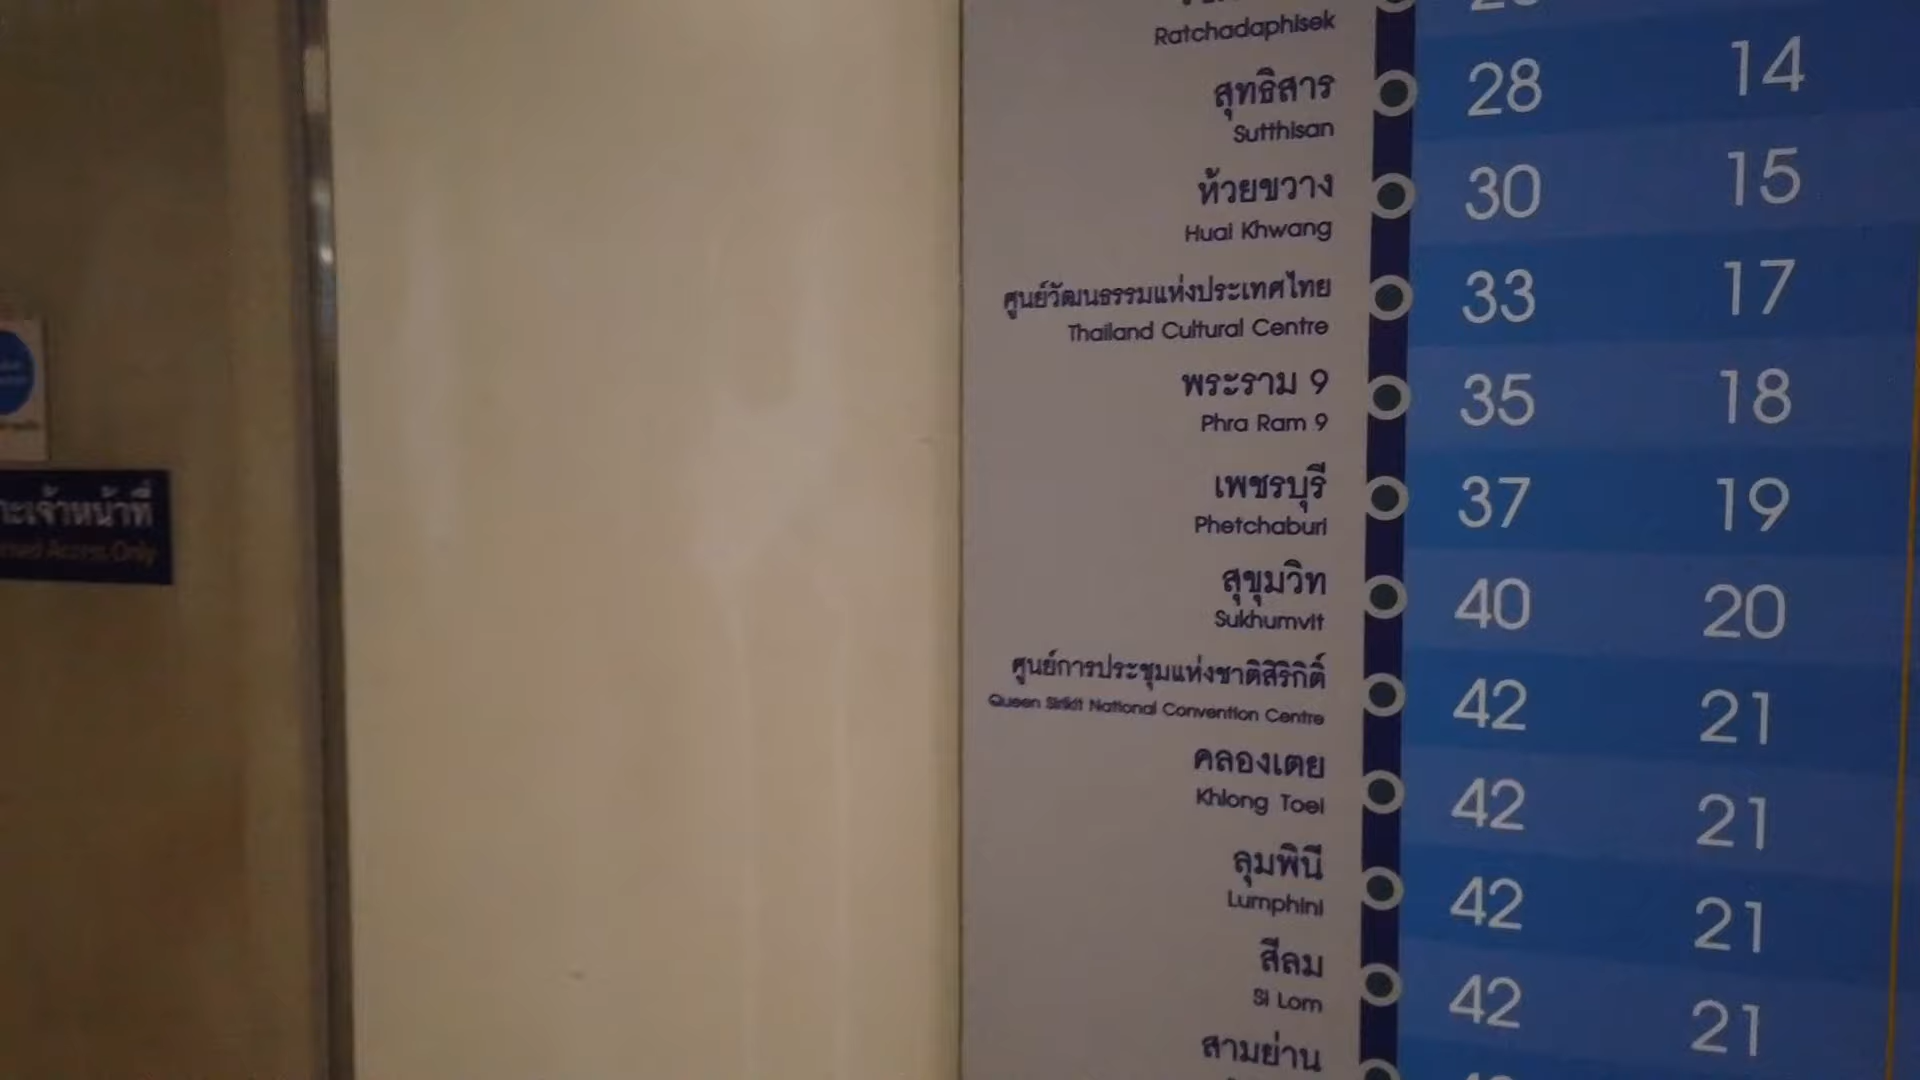 Ratchadaphisek
สุทธิสาร 28 14
Sutthisan
ห้วยขวาง 30 15
Huai Khwang
ศูนย์วัฒนธรรมแห่งประเทศไทย 33 17
Thailand Cultural Centre
พระราม 9 35 18
Phra Ram 9
เพชรบุรี 37 19
Phetchaburi
สุขุมวิท 40 20
Sukhumvit
ศูนย์การประชุมแห่งชาติสิริกิติ์ 42 21
Queen Sirikit National Convention Centre
คลองเตย 42 21
Khlong Toei
ลุมพินี 42 21
Lumphini
สีลม 42 21
Si Lom
สามย่าน
เจ้าหน้าที่
Access Only